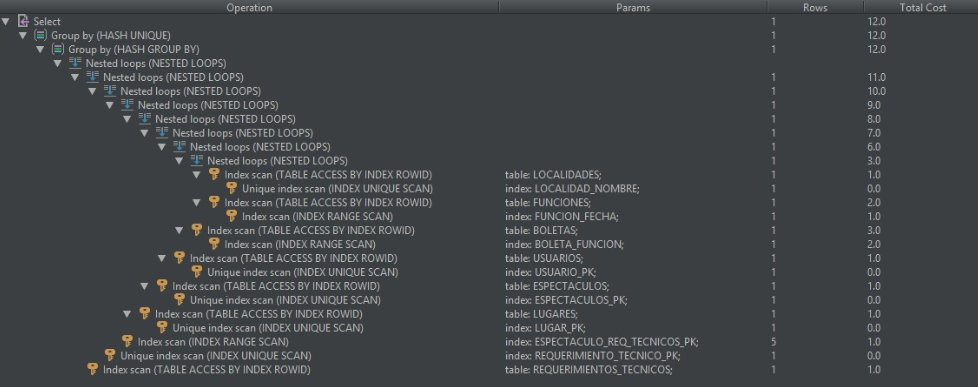 Operation Params Rows Total Cost
Select 1 12.0
Group by (HASH UNIQUE) 1 12.0
Group by (HASH GROUP BY) 1 12.0
Nested loops (NESTED LOOPS)
Nested loops (NESTED LOOPS) 1 11.0
Nested loops (NESTED LOOPS) 1 10.0
Nested loops (NESTED LOOPS) 1 9.0
Nested loops (NESTED LOOPS) 1 8.0
Nested loops (NESTED LOOPS) 1 7.0
Nested loops (NESTED LOOPS) 1 6.0
Nested loops (NESTED LOOPS) 1 3.0
Index scan (TABLE ACCESS BY INDEX ROWID) table: LOCALIDADES; 1 1.0
Unique index scan (INDEX UNIQUE SCAN) index: LOCALIDAD_NOMBRE; 1 0.0
Index scan (TABLE ACCESS BY INDEX ROWID) table: FUNCIONES; 1 2.0
Index scan (INDEX RANGE SCAN) index: FUNCION_FECHA; 1 1.0
Index scan (TABLE ACCESS BY INDEX ROWID) table: BOLETAS; 1 3.0
Index scan (INDEX RANGE SCAN) index: BOLETA_FUNCION; 1 2.0
Index scan (TABLE ACCESS BY INDEX ROWID) table: USUARIOS; 1 1.0
Unique index scan (INDEX UNIQUE SCAN) index: USUARIO_PK; 1 0.0
Index scan (TABLE ACCESS BY INDEX ROWID) table: ESPECTACULOS; 1 1.0
Unique index scan (INDEX UNIQUE SCAN) index: ESPECTACULOS_PK; 1 0.0
Index scan (TABLE ACCESS BY INDEX ROWID) table: LUGARES; 1 1.0
Unique index scan (INDEX UNIQUE SCAN) index: LUGAR_PK; 1 0.0
Index scan (INDEX RANGE SCAN) index: ESPECTACULO_REQ_TECNICOS_PK; 5 1.0
Unique index scan (INDEX UNIQUE SCAN) index: REQUERIMIENTO_TECNICO_PK; 1 0.0
Index scan (TABLE ACCESS BY INDEX ROWID) table: REQUERIMIENTOS_TECNICOS; 1 1.0